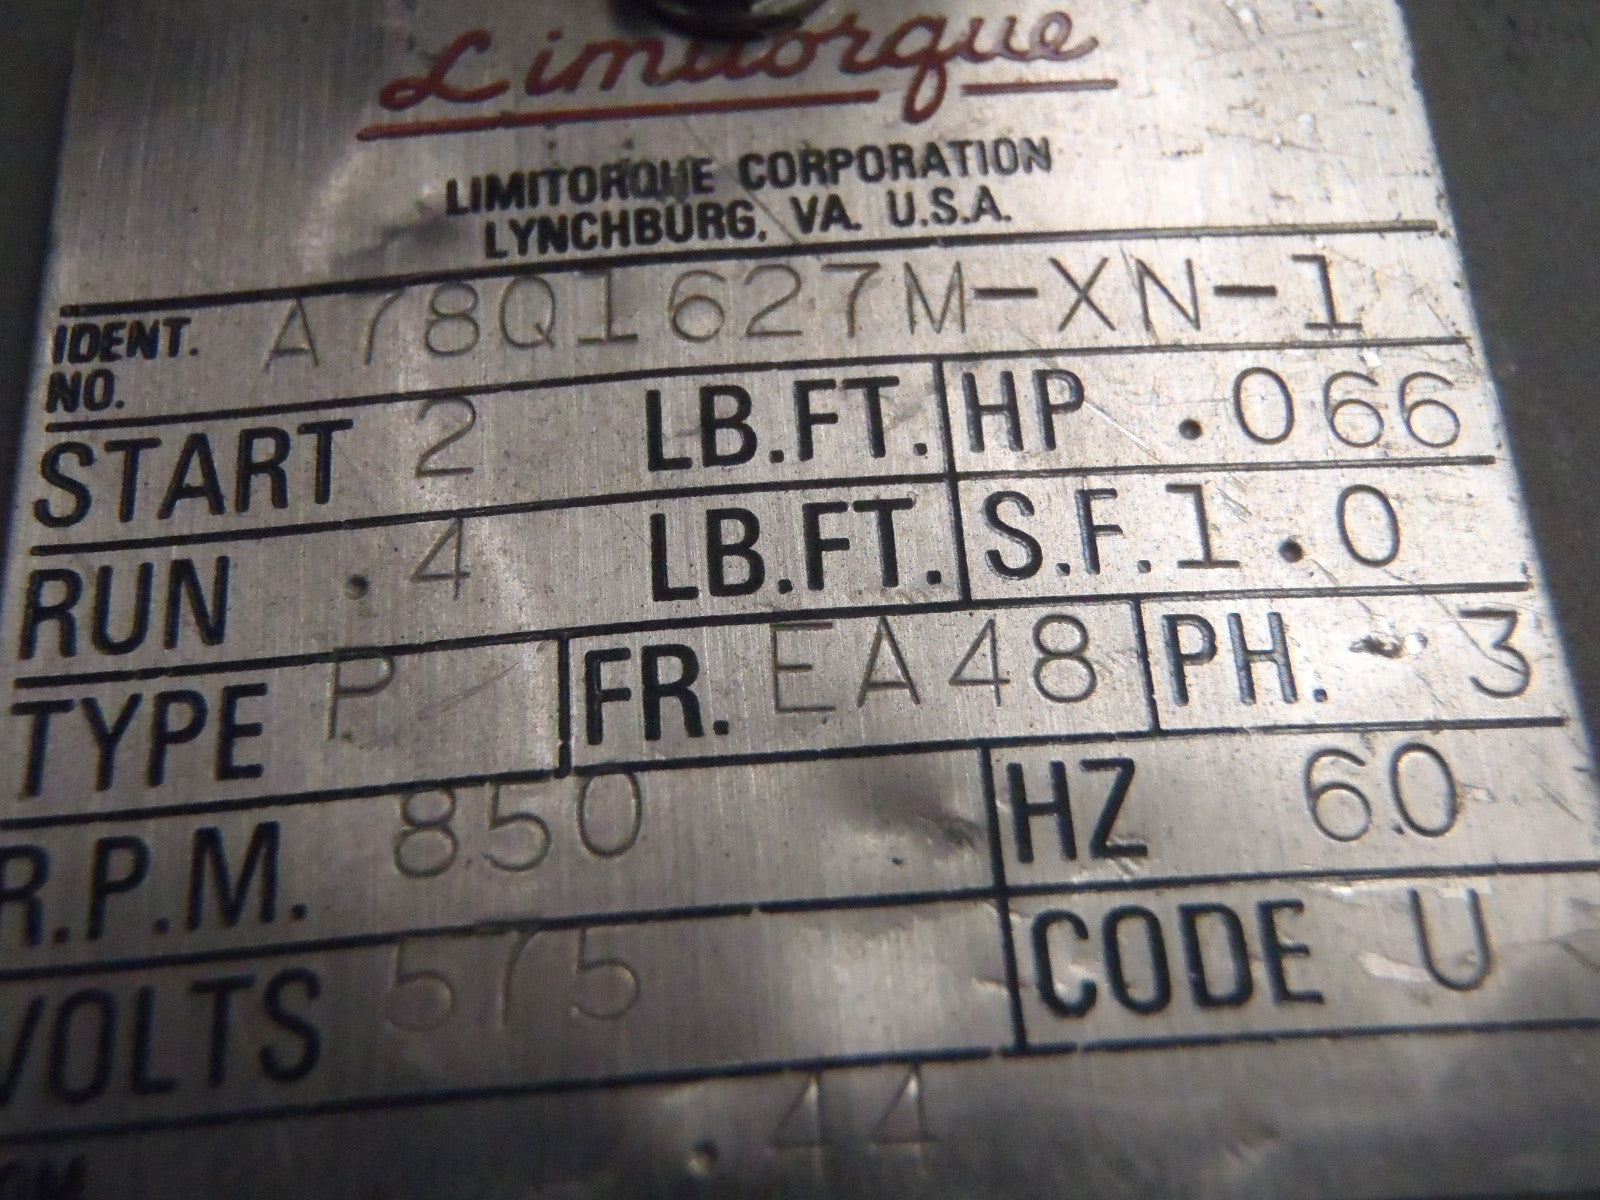 Limitorque
LIMITORQUE CORPORATION
LYNCHBURG, VA. U.S.A.
IDENT. NO. A78Q1627M-XN-1
START 2 LB.FT. HP .066
RUN .4 LB.FT. S.F. 1.0
TYPE P FR. EA48 PH. 3
R.P.M. 850 HZ 60
VOLTS 575 CODE U
.44